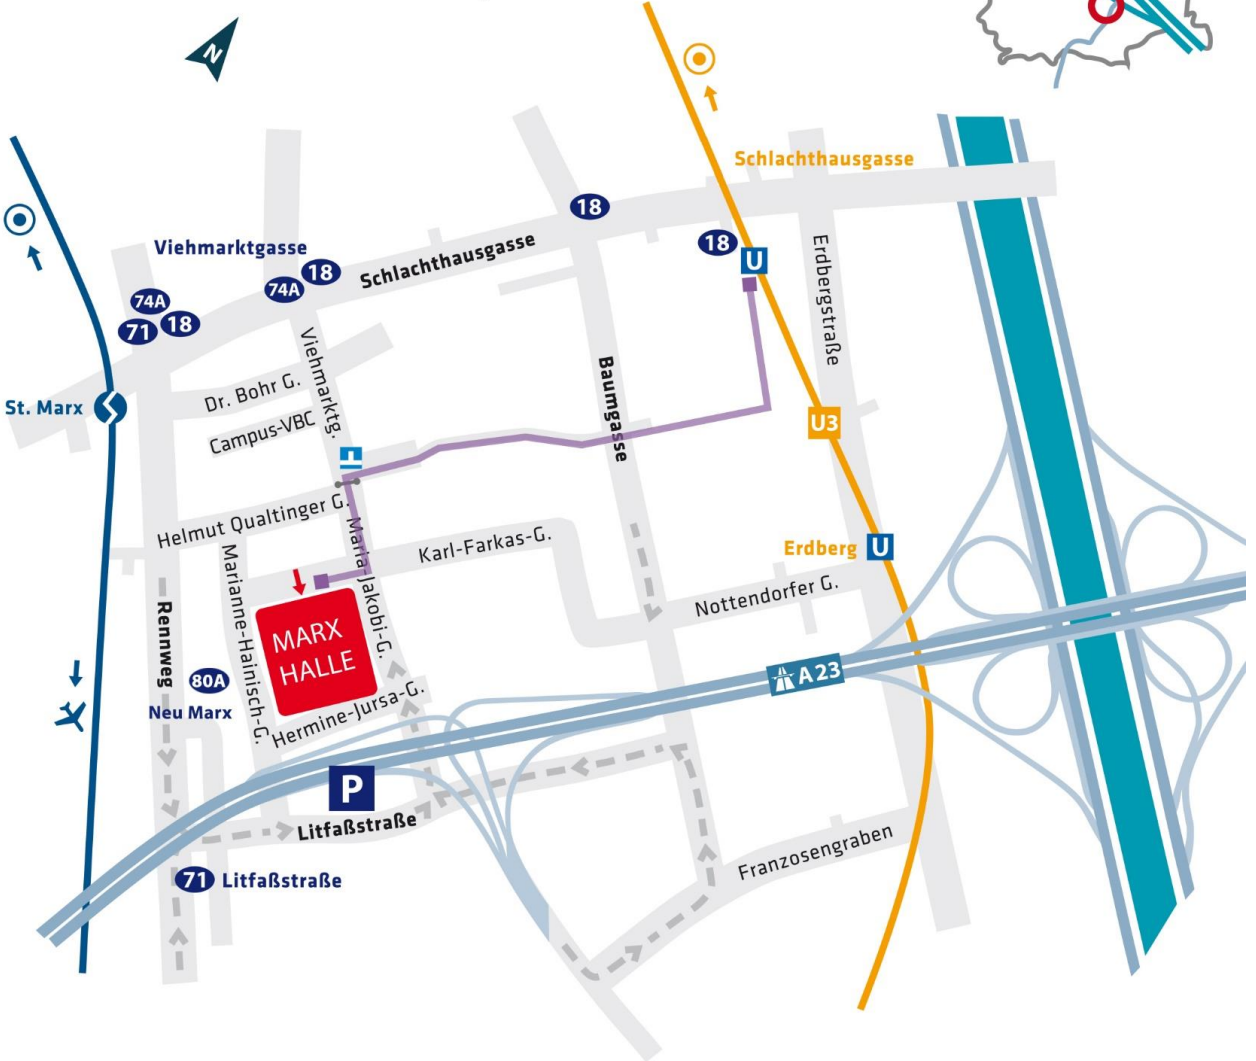 N
Schlachthausgasse
18
Viehmarktgasse
18
74A
Schlachthausgasse
18
U
Erdbergstraße
74A
71
18
Viehmarktg.
Dr. Bohr G.
St. Marx
Campus-VBC
Baumgasse
U3
Helmut Qualtinger G.
Maria-Jakobi-G.
Karl-Farkas-G.
Erdberg
U
Marianne-Hainisch-G.
Nottendorfer G.
Rennweg
MARX
HALLE
A 23
80A
Neu Marx
Hermine-Jursa-G.
P
Litfaßstraße
Franzosengraben
71
Litfaßstraße